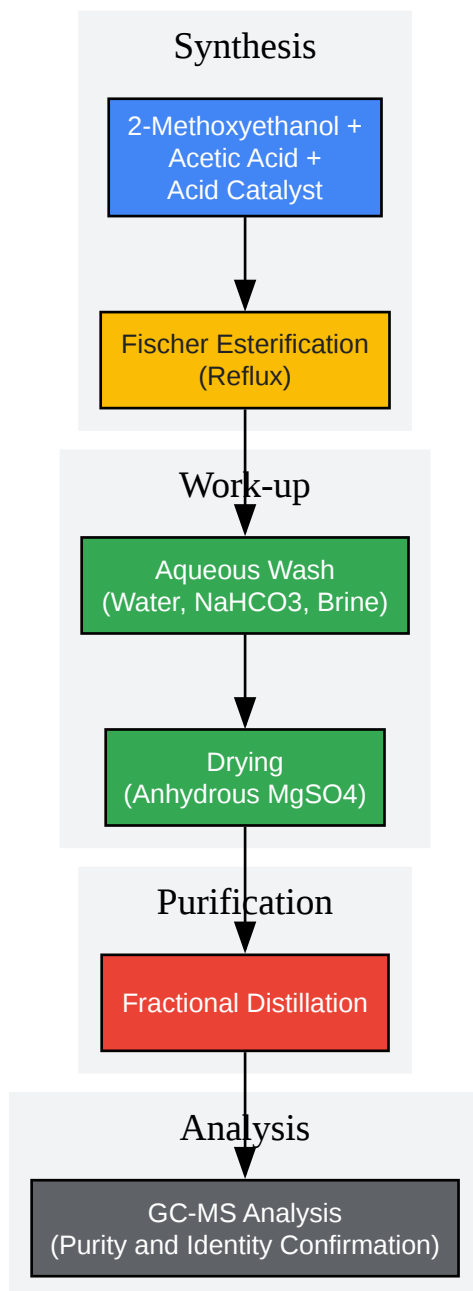 Synthesis
2-Methoxyethanol +
Acetic Acid +
Acid Catalyst
Fischer Esterification
(Reflux)
Work-up
Aqueous Wash
(Water, NaHCO3, Brine)
Drying
(Anhydrous MgSO4)
Purification
Fractional Distillation
Analysis
GC-MS Analysis
(Purity and Identity Confirmation)